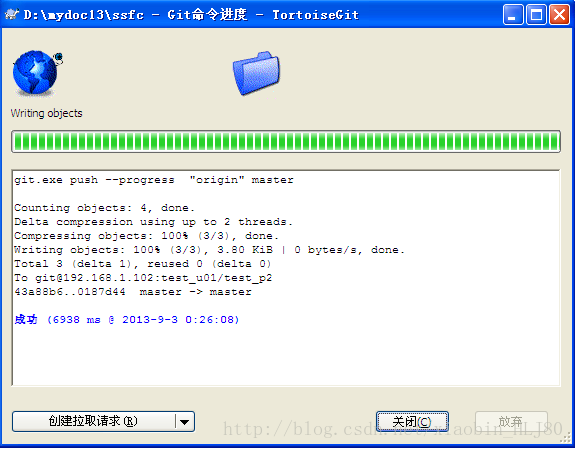 D:\mydoc13\ssfc - Git命令进度 - TortoiseGit
Writing objects
git.exe push --progress  "origin" master
Counting objects: 4, done.
Delta compression using up to 2 threads.
Compressing objects: 100% (3/3), done.
Writing objects: 100% (3/3), 3.80 KiB | 0 bytes/s, done.
Total 3 (delta 1), reused 0 (delta 0)
To git@192.168.1.102:test_u01/test_p2
43a88b6..0187d44  master -> master
成功 (6938 ms @ 2013-9-3 0:26:08)
创建拉取请求(R)
关闭(C)
放弃
http://blog.csdn.net/xiaobin_HLJ80